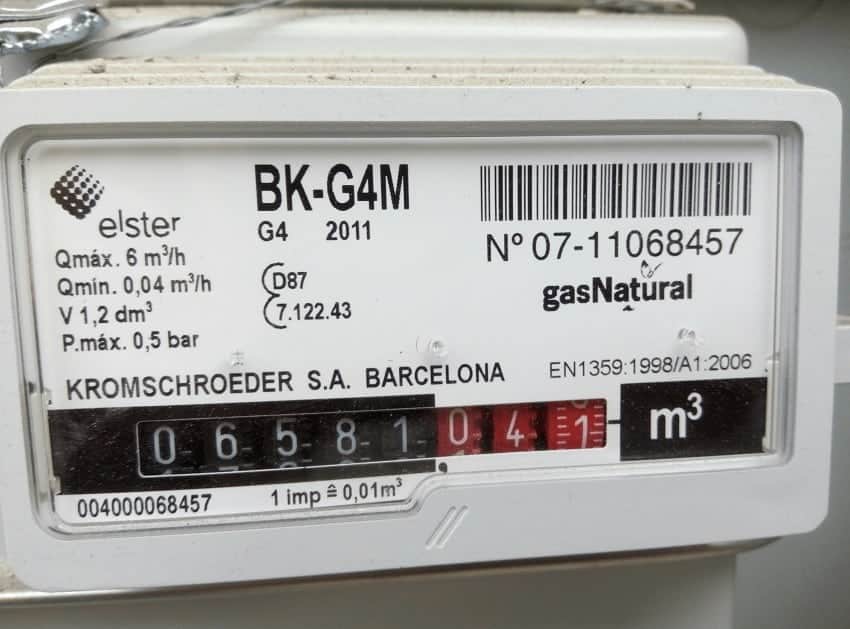 elster
BK-G4M
G4 2011
Nº 07-11068457
Qmáx. 6 m³/h
Qmín. 0,04 m³/h
V 1,2 dm³
P.máx. 0,5 bar
D87
7.122.43
gasNatural
KROMSCHROEDER S.A. BARCELONA
EN1359:1998/A1:2006
0 6 5 8 1 0 4 1 m³
004000068457
1 imp ≙ 0,01m³